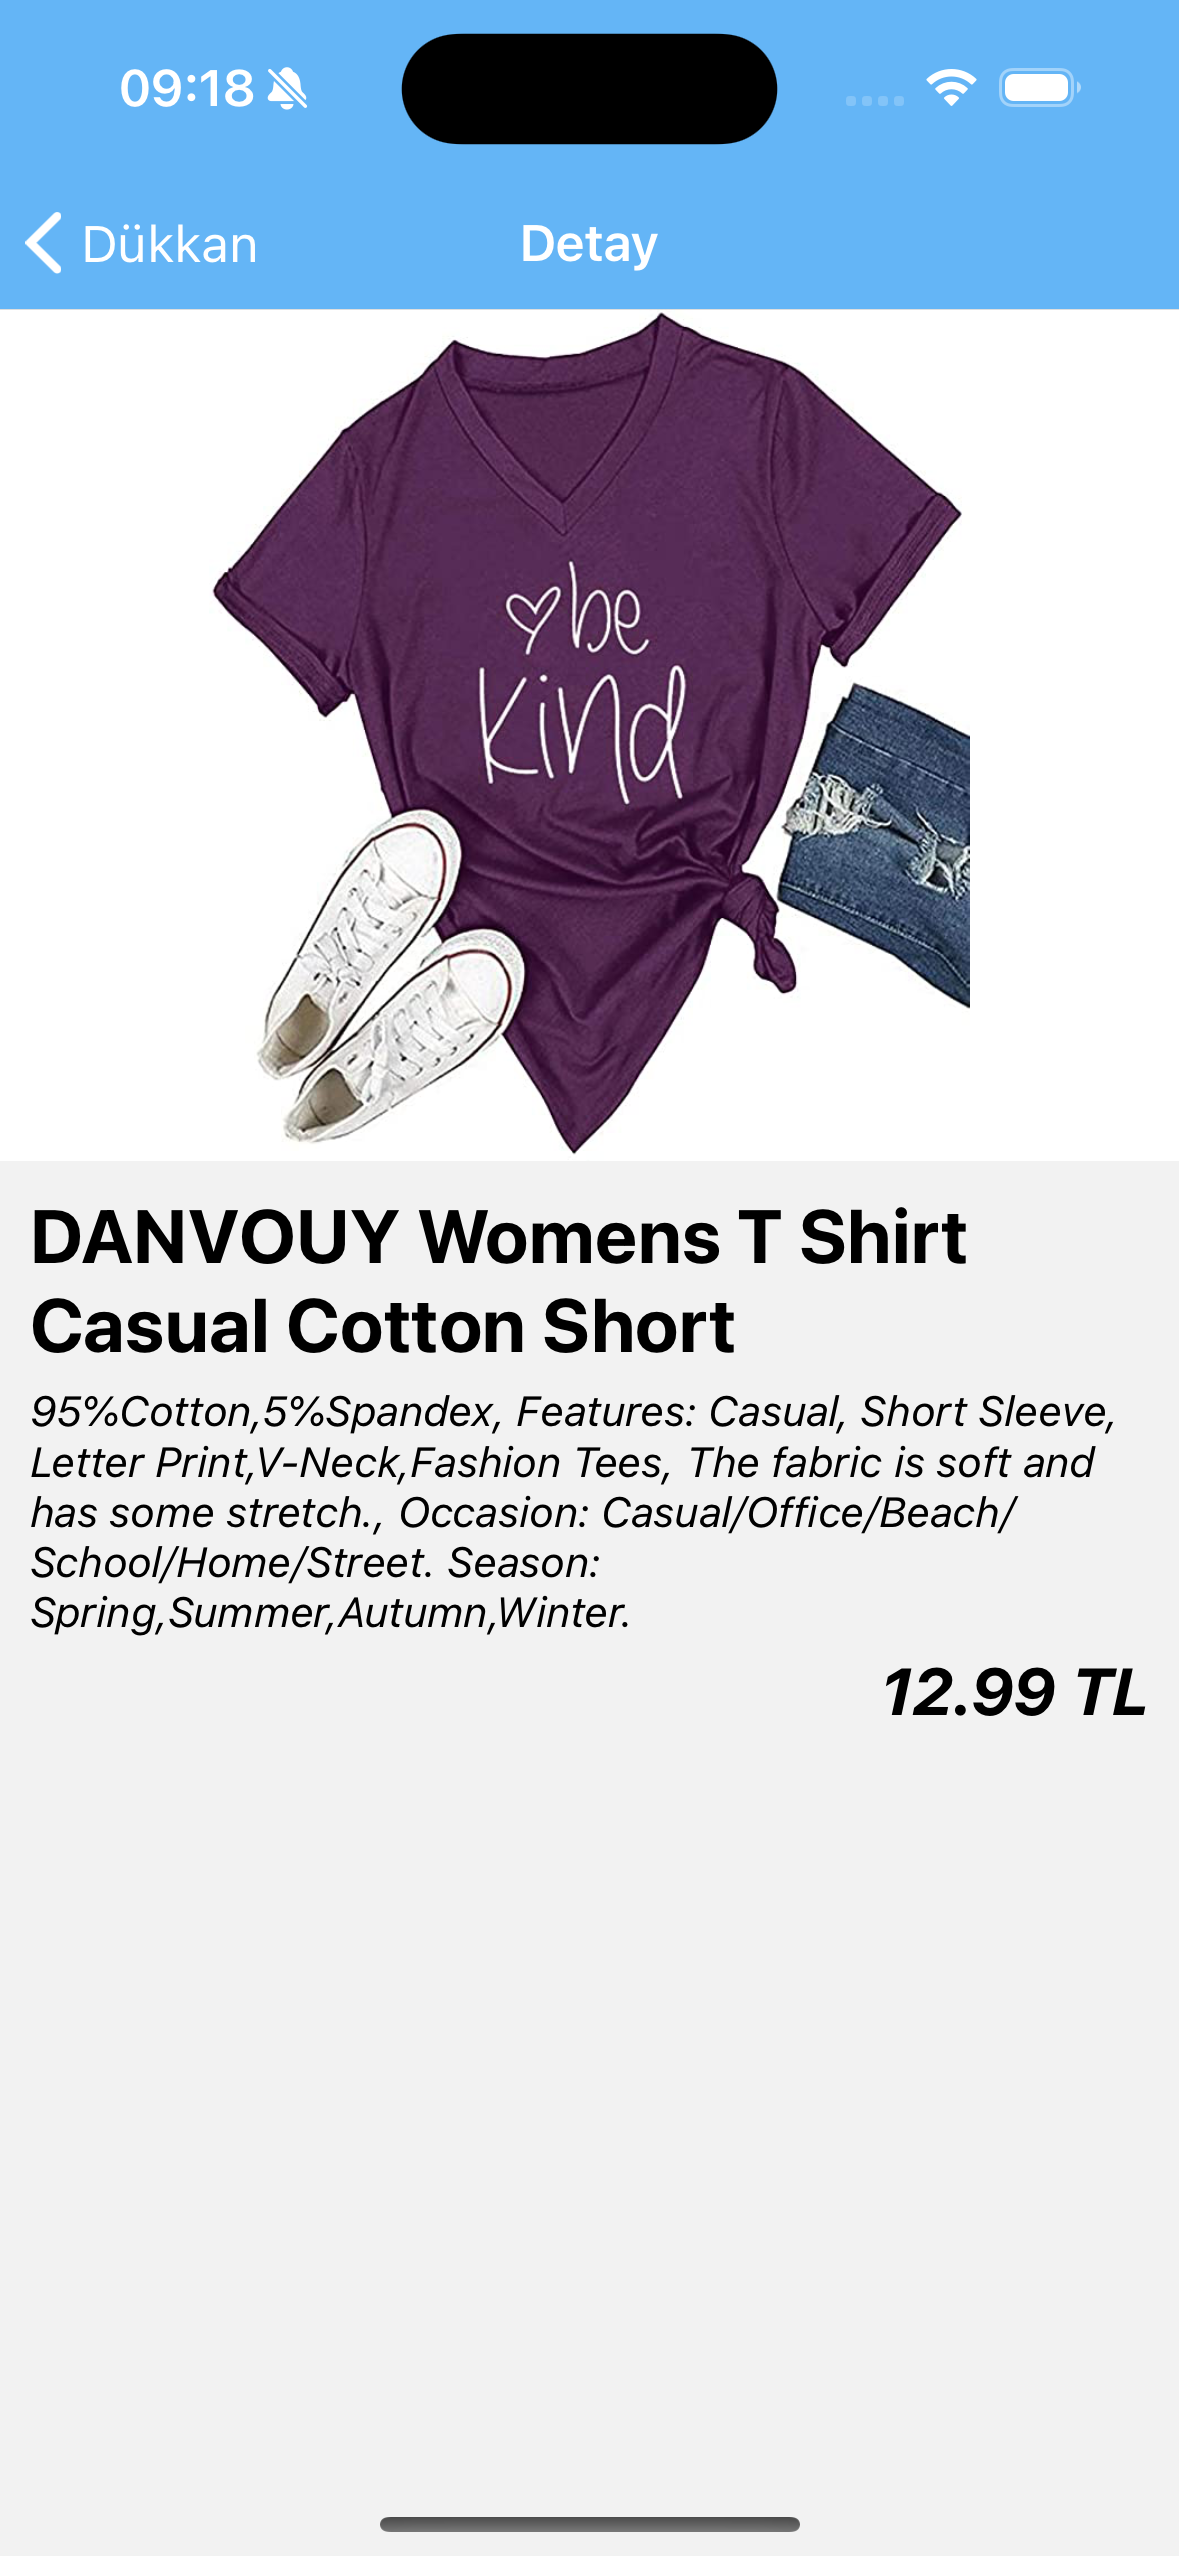 09:18
Dükkan
Detay
be
kind
DANVOUY Womens T Shirt
Casual Cotton Short
95%Cotton,5%Spandex, Features: Casual, Short Sleeve,
Letter Print,V-Neck,Fashion Tees, The fabric is soft and
has some stretch., Occasion: Casual/Office/Beach/
School/Home/Street. Season:
Spring,Summer,Autumn,Winter.
12.99 TL